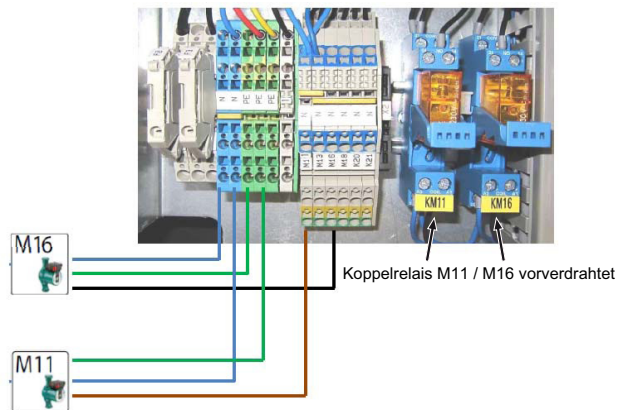 N N PE PE PE
N N N N N N
M11 M13 M16 M18 K20 K21
KM11 KM16
M16
Koppelrelais M11 / M16 vorverdrahtet
M11